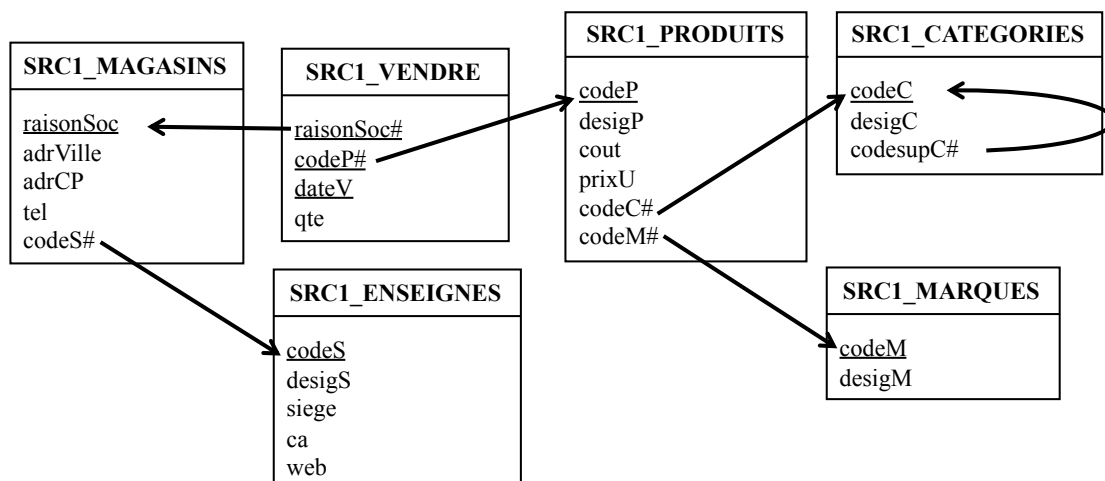 SRC1_MAGASINS
raisonSoc
adrVille
adrCP
tel
codeS#
SRC1_VENDRE
raisonSoc#
codeP#
dateV
qte
SRC1_PRODUITS
codeP
desigP
cout
prixU
codeC#
codeM#
SRC1_CATEGORIES
codeC
desigC
codesupC#
SRC1_ENSEIGNES
codeS
desigS
siege
ca
web
SRC1_MARQUES
codeM
desigM